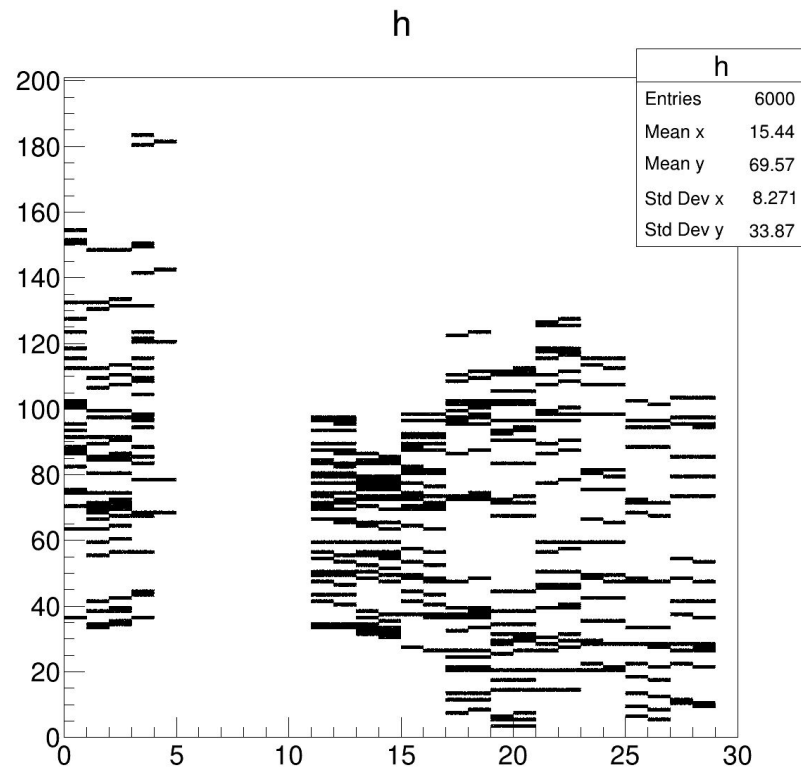 h
h
Entries 6000
Mean x 15.44
Mean y 69.57
Std Dev x 8.271
Std Dev y 33.87
200
180
160
140
120
100
80
60
40
20
0
0 5 10 15 20 25 30